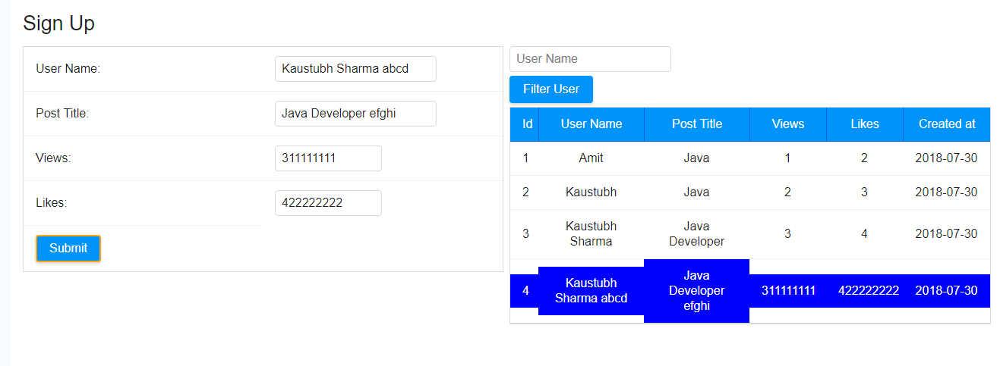 Sign Up
User Name: Kaustubh Sharma abcd
Post Title: Java Developer efghi
Views: 311111111
Likes: 422222222
Submit
User Name
Filter User
Id User Name Post Title Views Likes Created at
1 Amit Java 1 2 2018-07-30
2 Kaustubh Java 2 3 2018-07-30
3 Kaustubh Sharma Java Developer 3 4 2018-07-30
4 Kaustubh Sharma abcd Java Developer efghi 311111111 422222222 2018-07-30